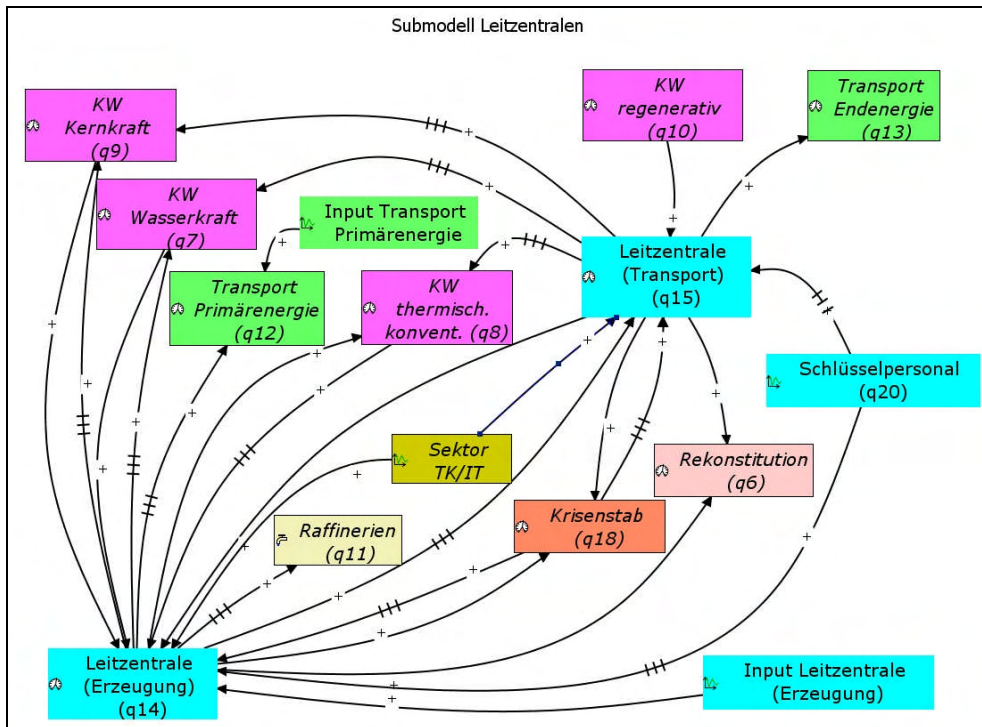 Submodell Leitzentralen
KW
Kernkraft
(q9)
KW
regenerativ
(q10)
Transport
Endenergie
(q13)
KW
Wasserkraft
(q7)
Input Transport
Primärenergie
Leitzentrale
(Transport)
(q15)
Transport
Primärenergie
(q12)
KW
thermisch.
konvent. (q8)
Schlüsselpersonal
(q20)
Sektor
TK/IT
Rekonstitution
(q6)
Raffinerien
(q11)
Krisenstab
(q18)
Leitzentrale
(Erzeugung)
(q14)
Input Leitzentrale
(Erzeugung)